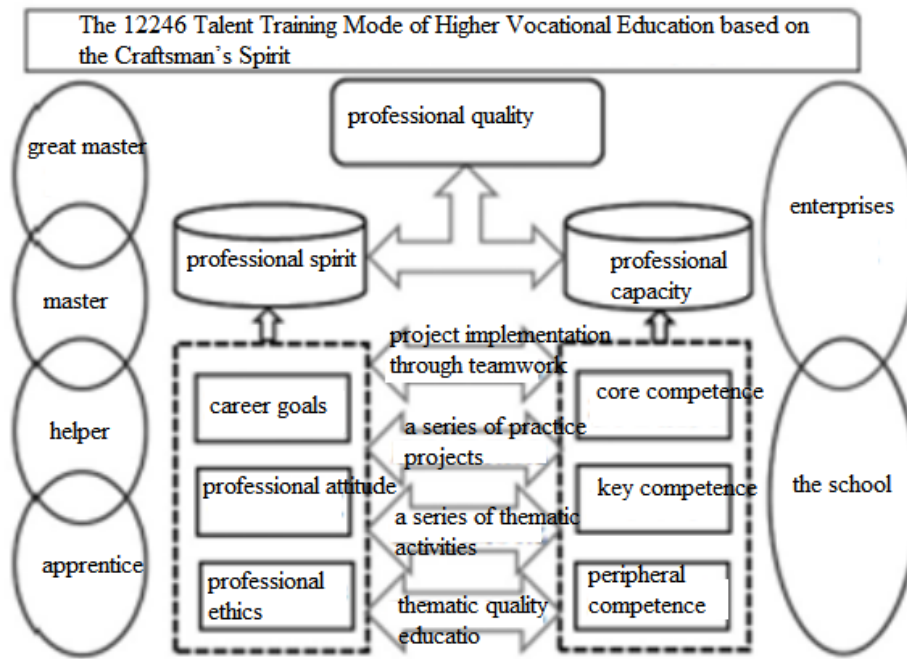 The 12246 Talent Training Mode of Higher Vocational Education based on
the Craftsman's Spirit
professional quality
great master
enterprises
professional spirit
professional
capacity
master
project implementation
through teamwork
career goals
core competence
helper
a series of practice
projects
professional attitude
key competence
the school
a series of thematic
activities
apprentice
professional
ethics
thematic quality
educatio
peripheral
competence